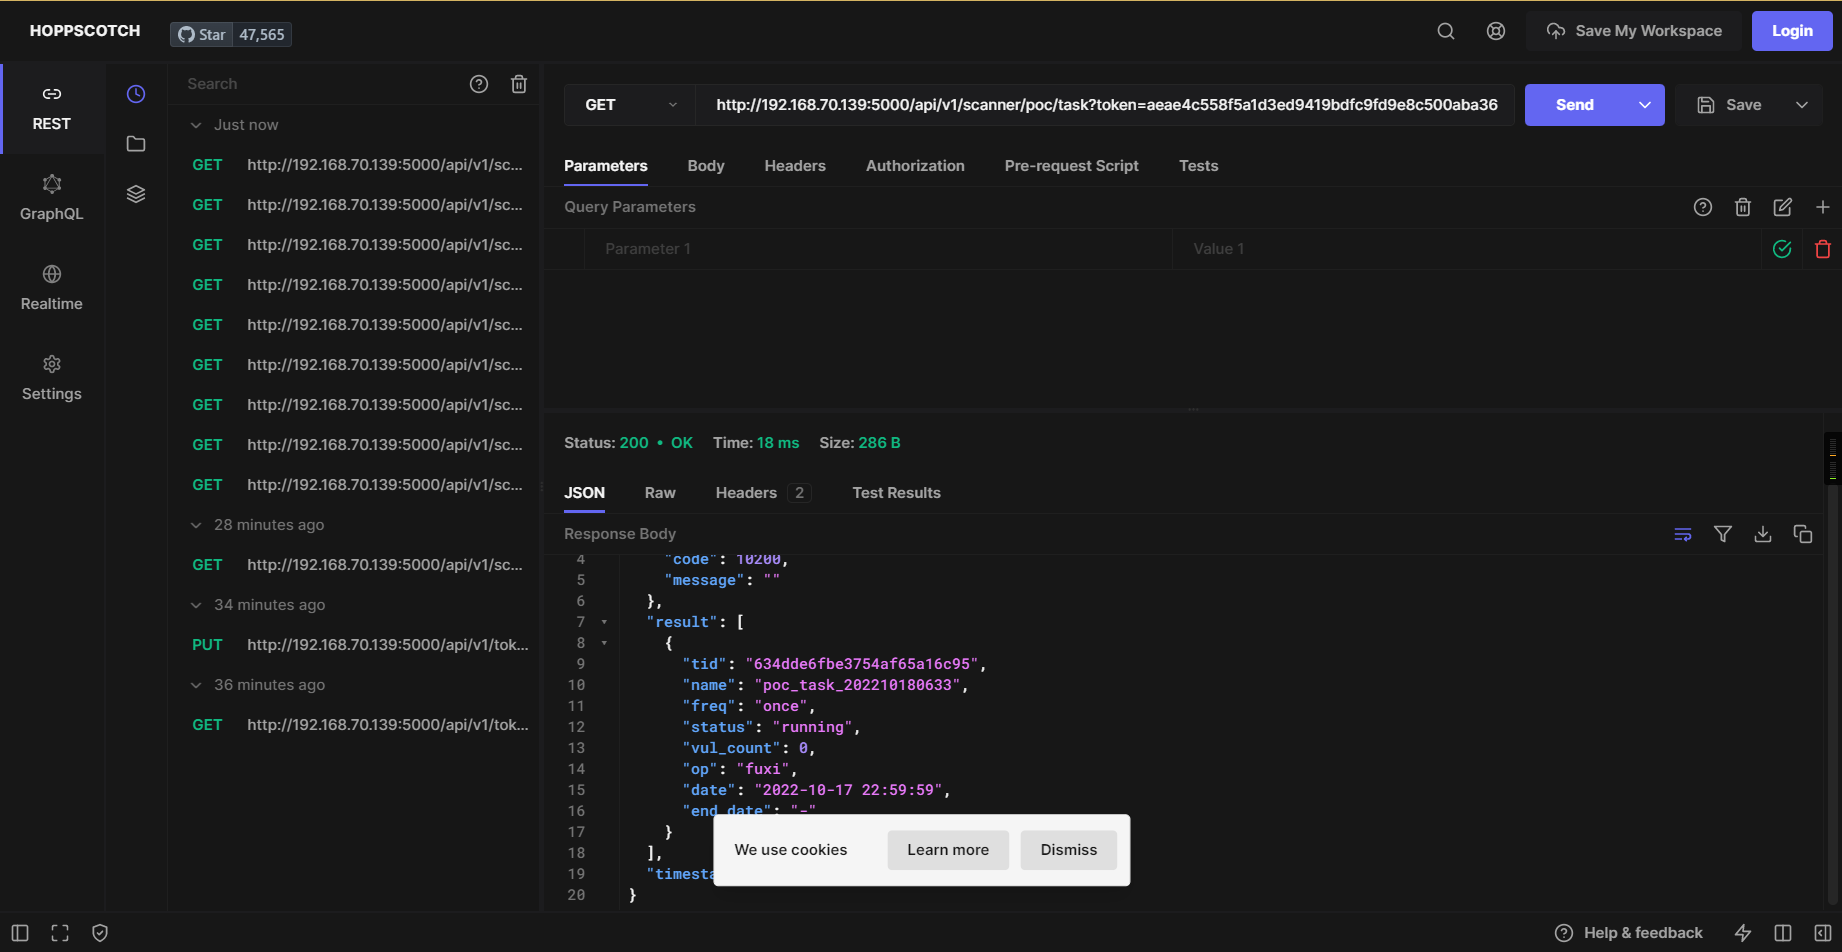 HOPPSCOTCH
Star 47,565
Save My Workspace
Login
REST
GraphQL
Realtime
Settings
Search
Just now
GET http://192.168.70.139:5000/api/v1/sc...
GET http://192.168.70.139:5000/api/v1/sc...
GET http://192.168.70.139:5000/api/v1/sc...
GET http://192.168.70.139:5000/api/v1/sc...
GET http://192.168.70.139:5000/api/v1/sc...
GET http://192.168.70.139:5000/api/v1/sc...
GET http://192.168.70.139:5000/api/v1/sc...
GET http://192.168.70.139:5000/api/v1/sc...
GET http://192.168.70.139:5000/api/v1/sc...
28 minutes ago
GET http://192.168.70.139:5000/api/v1/sc...
34 minutes ago
PUT http://192.168.70.139:5000/api/v1/tok...
36 minutes ago
GET http://192.168.70.139:5000/api/v1/tok...
GET http://192.168.70.139:5000/api/v1/scanner/poc/task?token=aeae4c558f5a1d3ed9419bdfc9fd9e8c500aba36
Send
Save
Parameters Body Headers Authorization Pre-request Script Tests
Query Parameters
Parameter 1 Value 1
Status: 200 • OK Time: 18 ms Size: 286 B
JSON Raw Headers 2 Test Results
Response Body
4 "code": 10200,
5 "message": ""
6 },
7 "result": [
8 {
9 "tid": "634dde6fbe3754af65a16c95",
10 "name": "poc_task_202210180633",
11 "freq": "once",
12 "status": "running",
13 "vul_count": 0,
14 "op": "fuxi",
15 "date": "2022-10-17 22:59:59",
16 "end_date": "-"
17 }
18 ],
19 "timesta
20 }
We use cookies Learn more Dismiss
Help & feedback